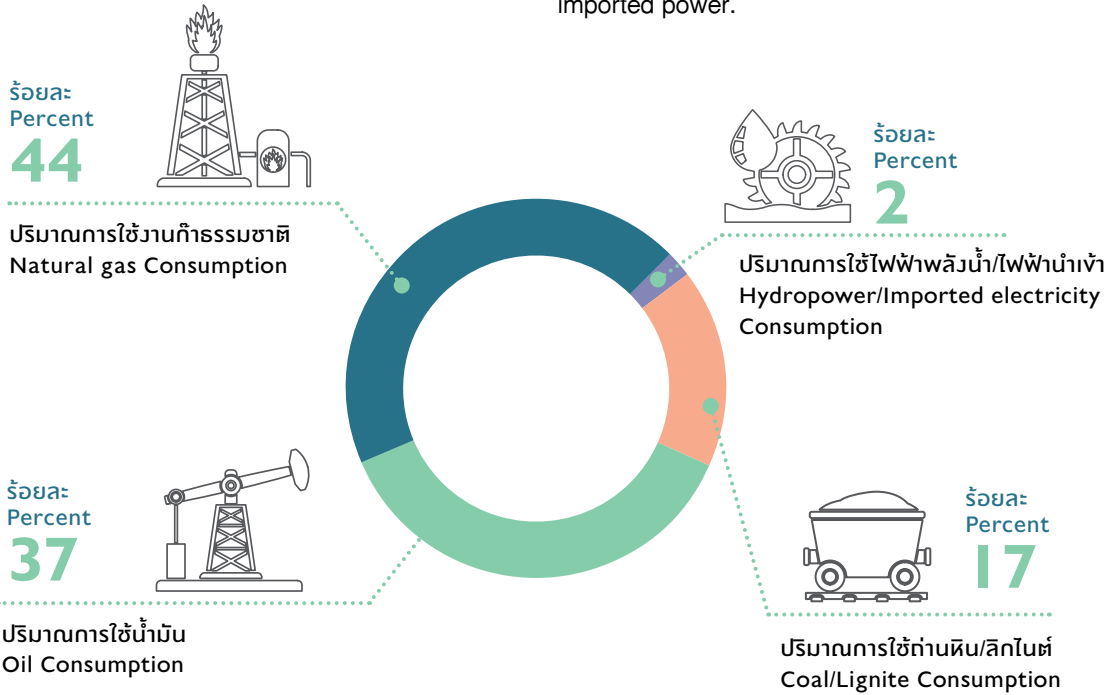 imported power.
ร้อยละ
Percent
44
ปริมาณการใช้งานก๊าธรรมชาติ
Natural gas Consumption
ร้อยละ
Percent
2
ปริมาณการใช้ไฟฟ้าพลังน้ำ/ไฟฟ้านำเข้า
Hydropower/Imported electricity
Consumption
ร้อยละ
Percent
37
ปริมาณการใช้น้ำมัน
Oil Consumption
ร้อยละ
Percent
17
ปริมาณการใช้ถ่านหิน/ลิกไนต์
Coal/Lignite Consumption